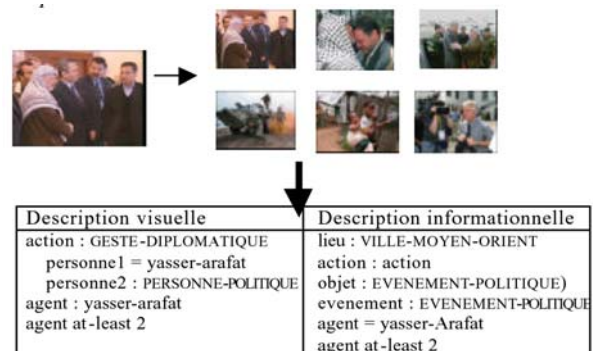 Description visuelle
action : GESTE-DIPLOMATIQUE
personne1 = yasser-arafat
personne2 : PERSONNE-POLITIQUE
agent : yasser-arafat
agent at-least 2
Description informationnelle
lieu : VILLE-MOYEN-ORIENT
action : action
objet : EVENEMENT-POLITIQUE)
evenement : EVENEMENT-POLITIQUE
agent = yasser-Arafat
agent at-least 2